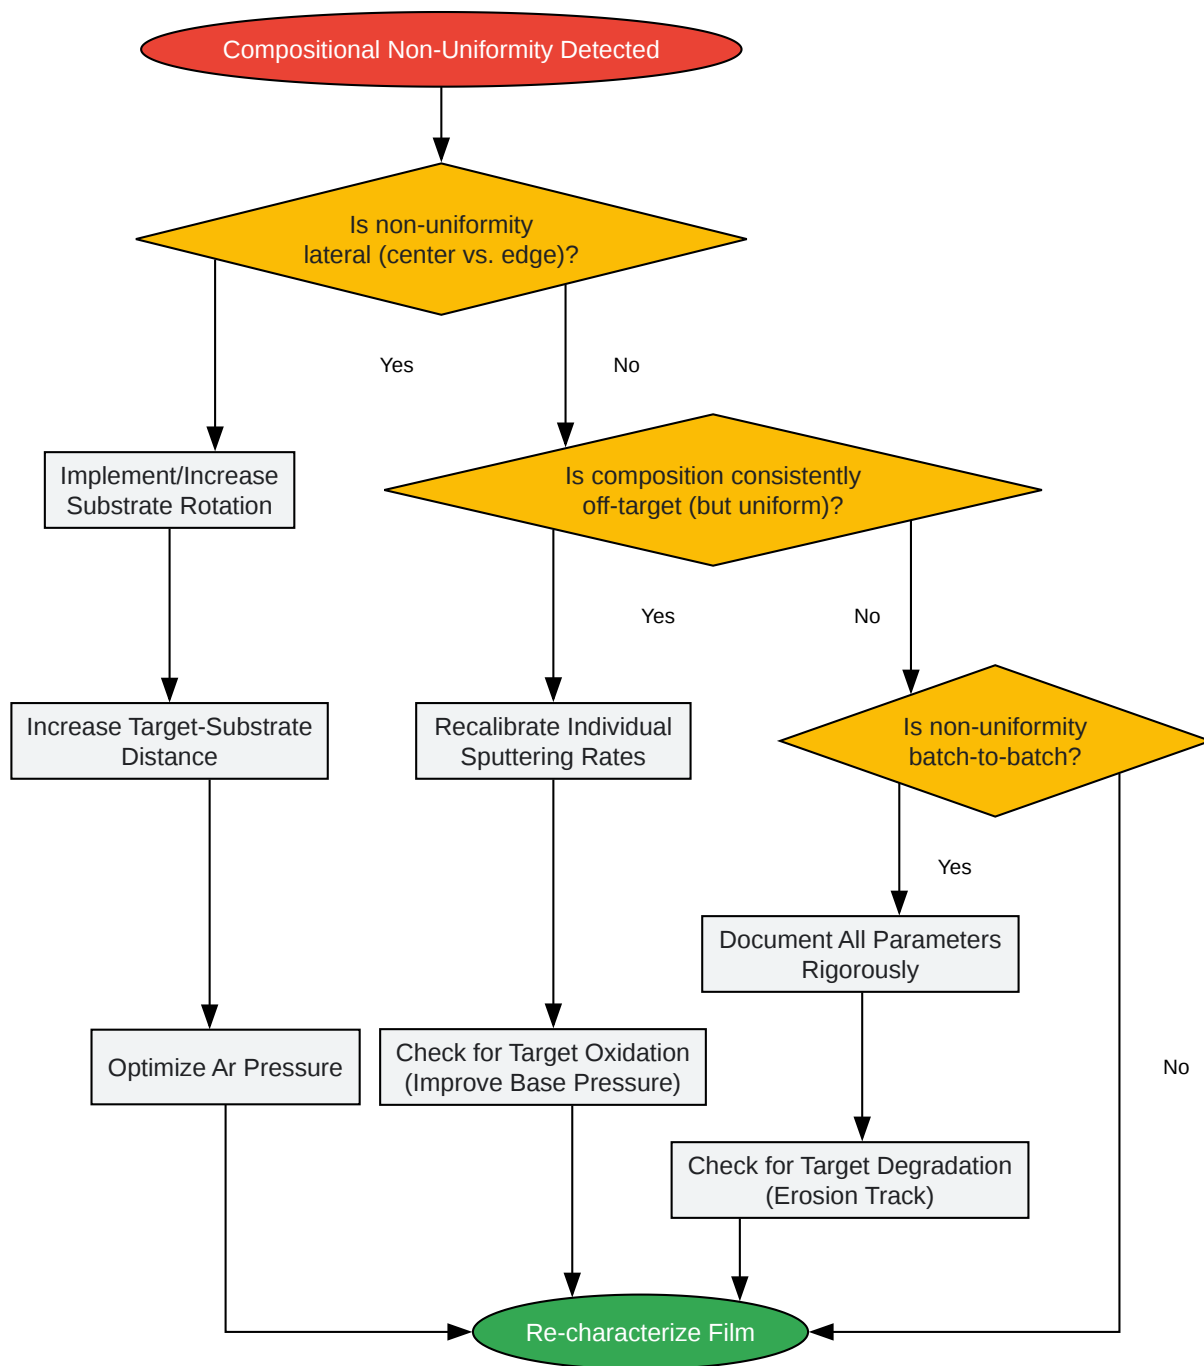 Compositional Non-Uniformity Detected
Is non-uniformity
lateral (center vs. edge)?
Yes
No
Implement/Increase
Substrate Rotation
Is composition consistently
off-target (but uniform)?
Yes
No
Increase Target-Substrate
Distance
Recalibrate Individual
Sputtering Rates
Is non-uniformity
batch-to-batch?
Yes
Document All Parameters
Rigorously
Optimize Ar Pressure
Check for Target Oxidation
(Improve Base Pressure)
No
Check for Target Degradation
(Erosion Track)
Re-characterize Film